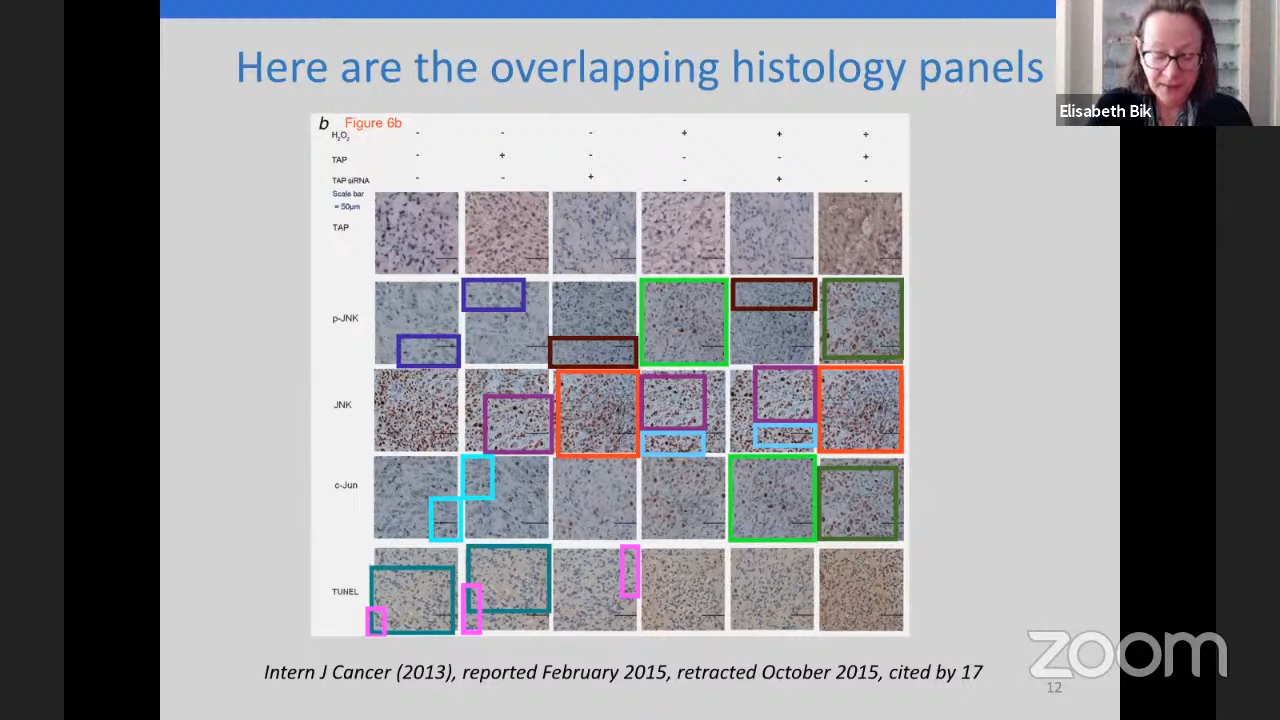 Here are the overlapping histology panels
Elisabeth Bik
b Figure 6b
H₂O₂ - - - + + +
TAP - + - - - +
TAP siRNA - - + - + -
Scale bar
= 50μm
TAP
p-JNK
JNK
c-Jun
TUNEL
Intern J Cancer (2013), reported February 2015, retracted October 2015, cited by 17
12
zoom